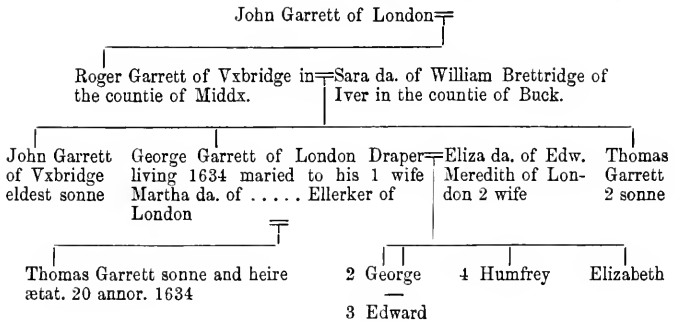 John Garrett of London
Roger Garrett of Vxbridge in
the countie of Middx.
Sara da. of William Brettridge of
Iver in the countie of Buck.
John Garrett
of Vxbridge
eldest sonne
George Garrett of London Draper
living 1634 maried to his 1 wife
Martha da. of ..... Ellerker of
London
Eliza da. of Edw.
Meredith of Lon-
don 2 wife
Thomas
Garrett
2 sonne
Thomas Garrett sonne and heire
ætat. 20 annor. 1634
2 George
3 Edward
4 Humfrey
Elizabeth